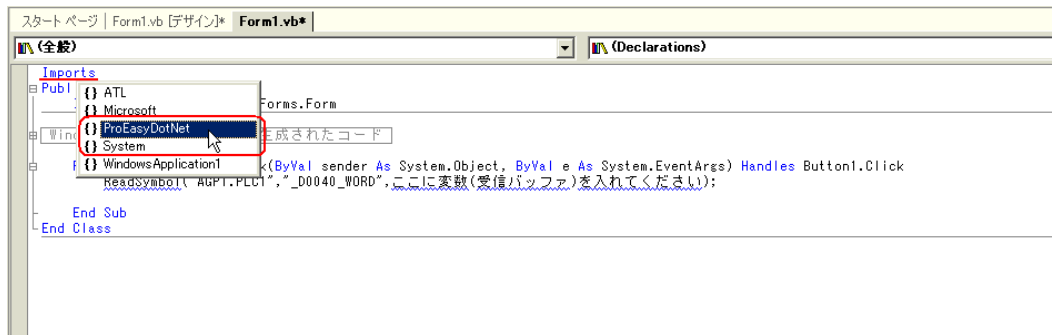 スタート ページ Form1.vb [デザイン]* Form1.vb*
(全般) (Declarations)
Imports
Publ
{} ATL
{} Microsoft
Forms.Form
{} ProEasyDotNet
Win 生成されたコード
{} System
{} WindowsApplication1
k(ByVal sender As System.Object, ByVal e As System.EventArgs) Handles Button1.Click
ReadSymbol("AGP1.PLC1","_D0040_WORD",ここに変数(受信バッファ)を入れてください);
End Sub
End Class